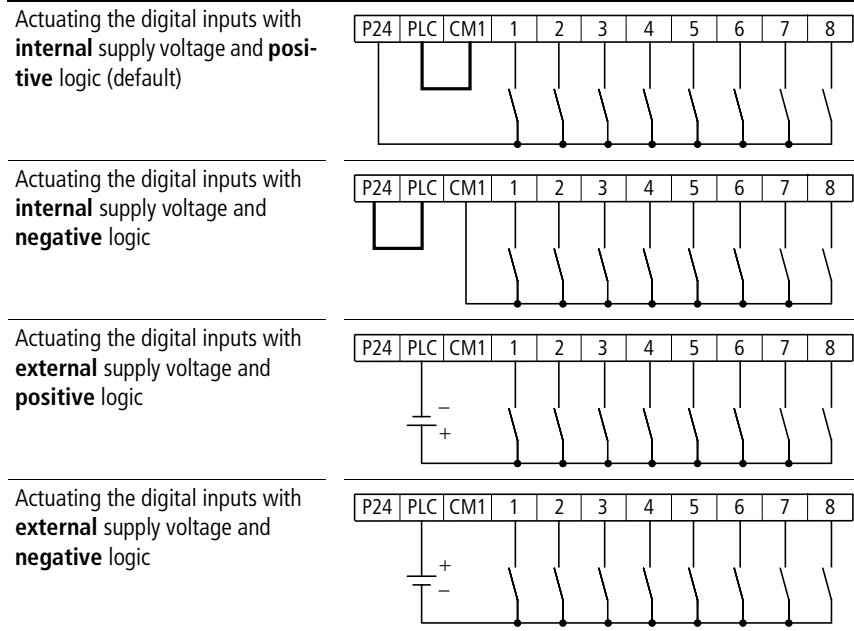 Actuating the digital inputs with
internal supply voltage and posi-
tive logic (default)
P24 PLC CM1 1 2 3 4 5 6 7 8
Actuating the digital inputs with
internal supply voltage and
negative logic
P24 PLC CM1 1 2 3 4 5 6 7 8
Actuating the digital inputs with
external supply voltage and
positive logic
P24 PLC CM1 1 2 3 4 5 6 7 8
–
+
Actuating the digital inputs with
external supply voltage and
negative logic
P24 PLC CM1 1 2 3 4 5 6 7 8
+
–